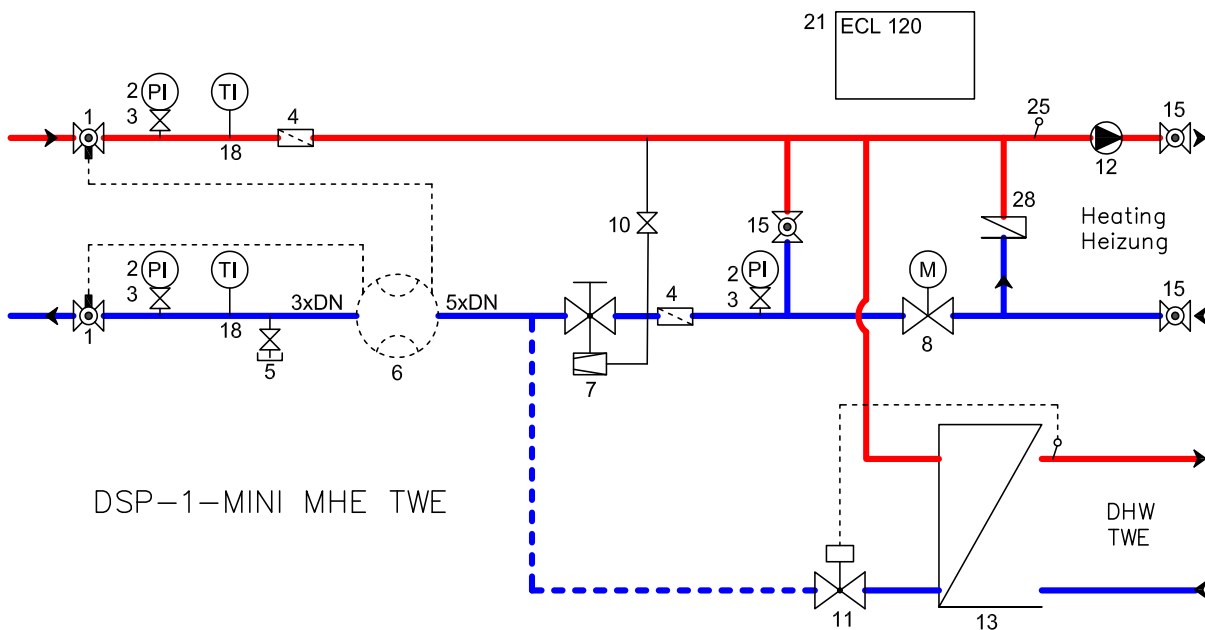 21 ECL 120
1
2 PI
3
TI
18
4
25
12
15
10
15
28
Heating
Heizung
2 PI
3
TI
18
5
3xDN
6
5xDN
7
4
2 PI
3
M
8
15
1
DSP-1-MINI MHE TWE
11
13
DHW
TWE